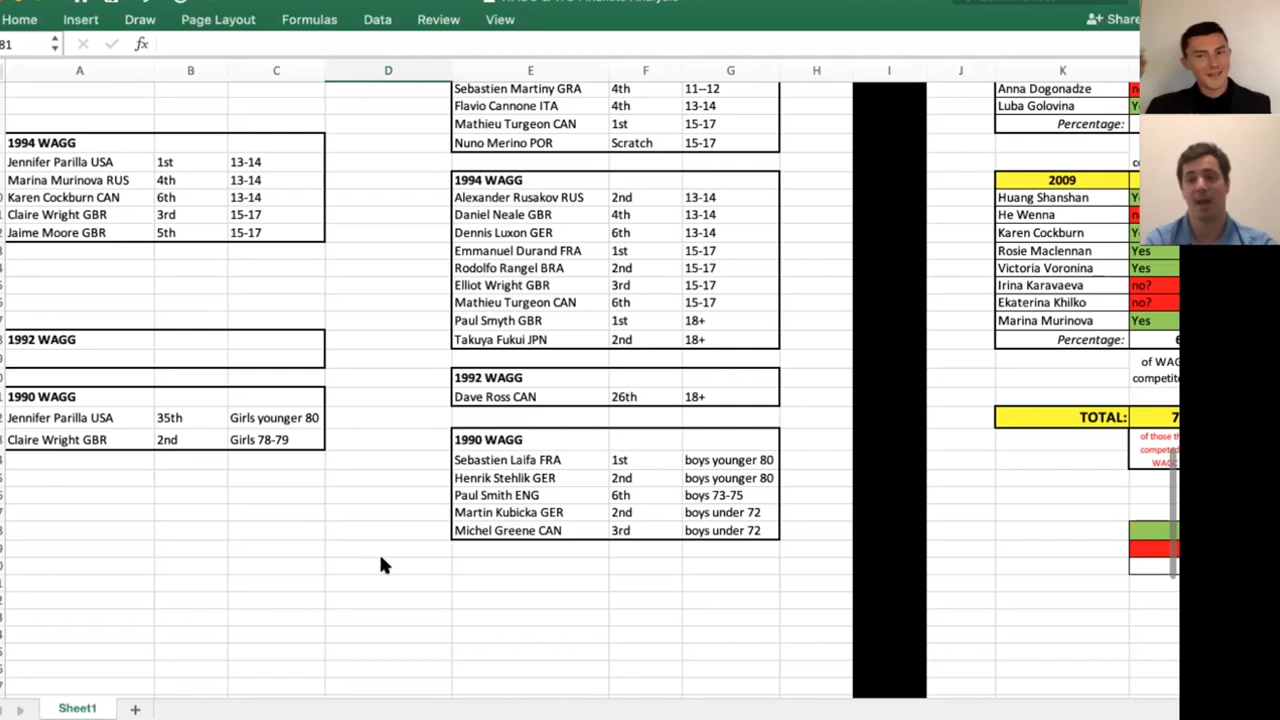 Home Insert Draw Page Layout Formulas Data Review View Share
fx
A B C D E F G H I J K
Sebastien Martiny GRA 4th 11--12
Flavio Cannone ITA 4th 13-14
Mathieu Turgeon CAN 1st 15-17
Nuno Merino POR Scratch 15-17
Anna Dogonadze
Luba Golovina
Percentage:
1994 WAGG
Jennifer Parilla USA 1st 13-14
Marina Murinova RUS 4th 13-14
Karen Cockburn CAN 6th 13-14
Claire Wright GBR 3rd 15-17
Jaime Moore GBR 5th 15-17
1994 WAGG
Alexander Rusakov RUS 2nd 13-14
Daniel Neale GBR 4th 13-14
Dennis Luxon GER 6th 13-14
Emmanuel Durand FRA 1st 15-17
Rodolfo Rangel BRA 2nd 15-17
Elliot Wright GBR 3rd 15-17
Mathieu Turgeon CAN 6th 15-17
Paul Smyth GBR 1st 18+
Takuya Fukui JPN 2nd 18+
2009
Huang Shanshan
He Wenna
Karen Cockburn
Rosie Maclennan Yes
Victoria Voronina Yes
Irina Karavaeva no?
Ekaterina Khilko no?
Marina Murinova Yes
Percentage:
of WAG
competit
1992 WAGG
1992 WAGG
Dave Ross CAN 26th 18+
TOTAL: 7
of those th
compete
WAGG
1990 WAGG
Jennifer Parilla USA 35th Girls younger 80
Claire Wright GBR 2nd Girls 78-79
1990 WAGG
Sebastien Laifa FRA 1st boys younger 80
Henrik Stehlik GER 2nd boys younger 80
Paul Smith ENG 6th boys 73-75
Martin Kubicka GER 2nd boys under 72
Michel Greene CAN 3rd boys under 72
Sheet1